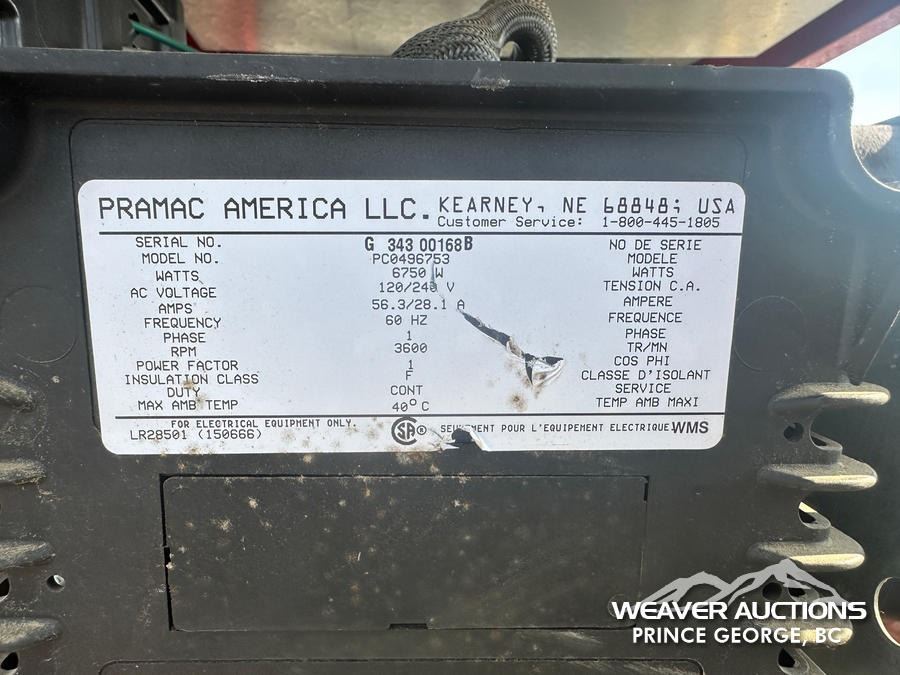 PRAMAC AMERICA LLC. KEARNEY, NE 68848; USA
Customer Service: 1-800-445-1805
SERIAL NO. G 343 00168B NO DE SERIE
MODEL NO. PC0496753 MODELE
WATTS 6750 W WATTS
AC VOLTAGE 120/240 V TENSION C.A.
AMPS 56.3/28.1 A AMPERE
FREQUENCY 60 HZ FREQUENCE
PHASE 1 PHASE
RPM 3600 TR/MN
POWER FACTOR 1 COS PHI
INSULATION CLASS F CLASSE D'ISOLANT
DUTY CONT SERVICE
MAX AMB TEMP 40° C TEMP AMB MAXI
FOR ELECTRICAL EQUIPMENT ONLY.
LR28501 (150666) SA® POUR L'EQUIPEMENT ELECTRIQUE WMS
WEAVER AUCTIONS
PRINCE GEORGE, BC